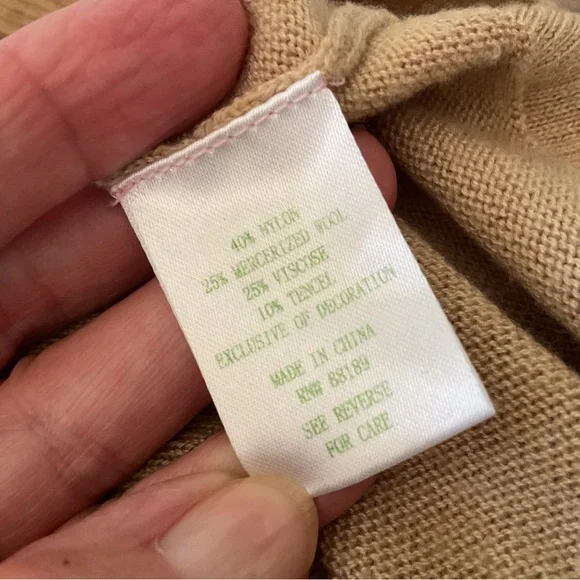 40% NYLON
25% MERCERIZED WOOL
25% VISCOSE
10% TENCEL
EXCLUSIVE OF DECORATION
MADE IN CHINA
RN# 88189
SEE REVERSE
FOR CARE